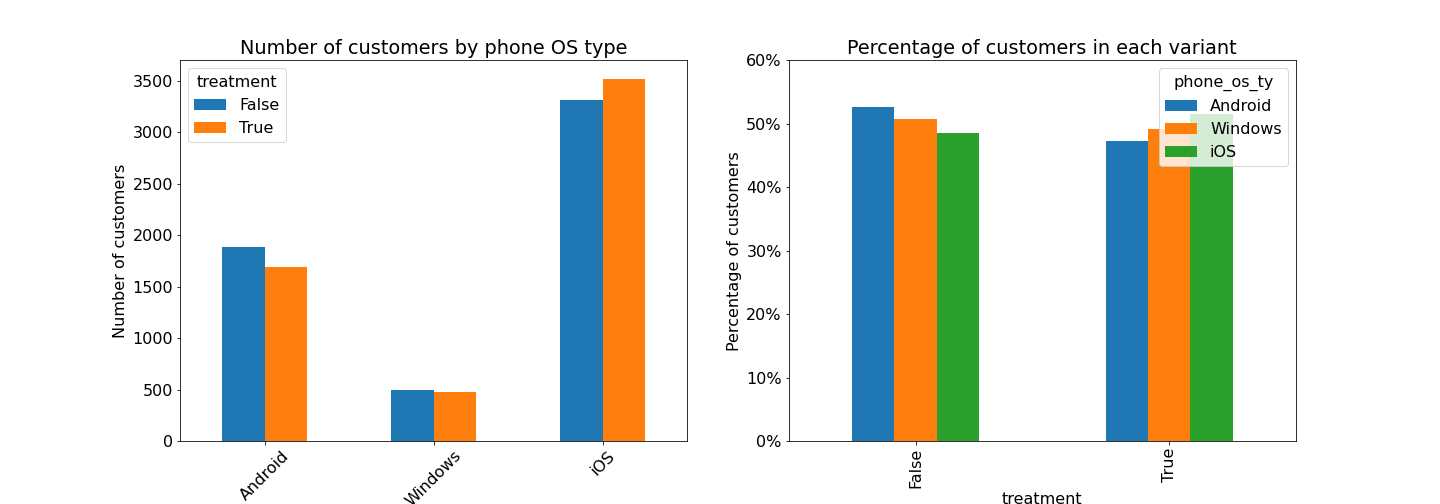 Number of customers by phone OS type
Number of customers
3500
3000
2500
2000
1500
1000
500
0
treatment
False
True
Android
Windows
iOS
Percentage of customers in each variant
Percentage of customers
60%
50%
40%
30%
20%
10%
0%
phone_os_ty
Android
Windows
iOS
False
True
treatment